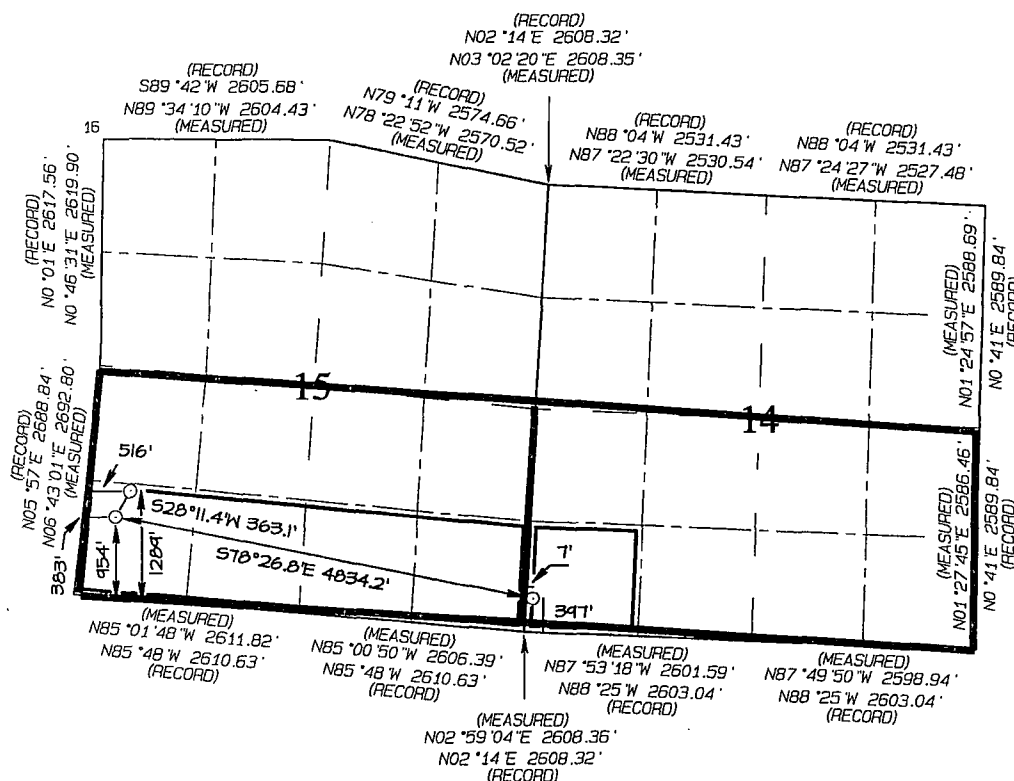 (RECORD)
N02 °14'E 2608.32'
N03 °02'20"E 2608.35'
(MEASURED)
(RECORD)
S89 °42'W 2605.68'
N89 °34'10"W 2604.43'
(MEASURED)
(RECORD)
N79 °11'W 2574.66'
N78 °22'52"W 2570.52'
(MEASURED)
(RECORD)
N88 °04'W 2531.43'
N87 °22'30"W 2530.54'
(MEASURED)
(RECORD)
N88 °04'W 2531.43'
N87 °24'27"W 2527.48'
(MEASURED)
16
(RECORD)
N0 °01'E 2617.56'
N0 °46'31"E 2619.90'
(MEASURED)
(MEASURED)
N01 °24'57"E 2588.69'
N0 °41'E 2589.84'
(RECORD)
15
14
(RECORD)
N05 °57'E 2688.84'
N06 °43'01"E 2692.80'
(MEASURED)
516'
S28°11.4'W 363.1'
S78°26.8'E 4834.2'
383'
954'
1289'
7'
397'
(MEASURED)
N01 °27'45"E 2586.46'
N0 °41'E 2589.84'
(RECORD)
(MEASURED)
N85 °01'48"W 2611.82'
N85 °48'W 2610.63'
(RECORD)
(MEASURED)
N85 °00'50"W 2606.39'
N85 °48'W 2610.63'
(RECORD)
(MEASURED)
N87 °53'18"W 2601.59'
N88 °25'W 2603.04'
(RECORD)
(MEASURED)
N87 °49'50"W 2598.94'
N88 °25'W 2603.04'
(RECORD)
(MEASURED)
N02 °59'04"E 2608.36'
N02 °14'E 2608.32'
(RECORD)